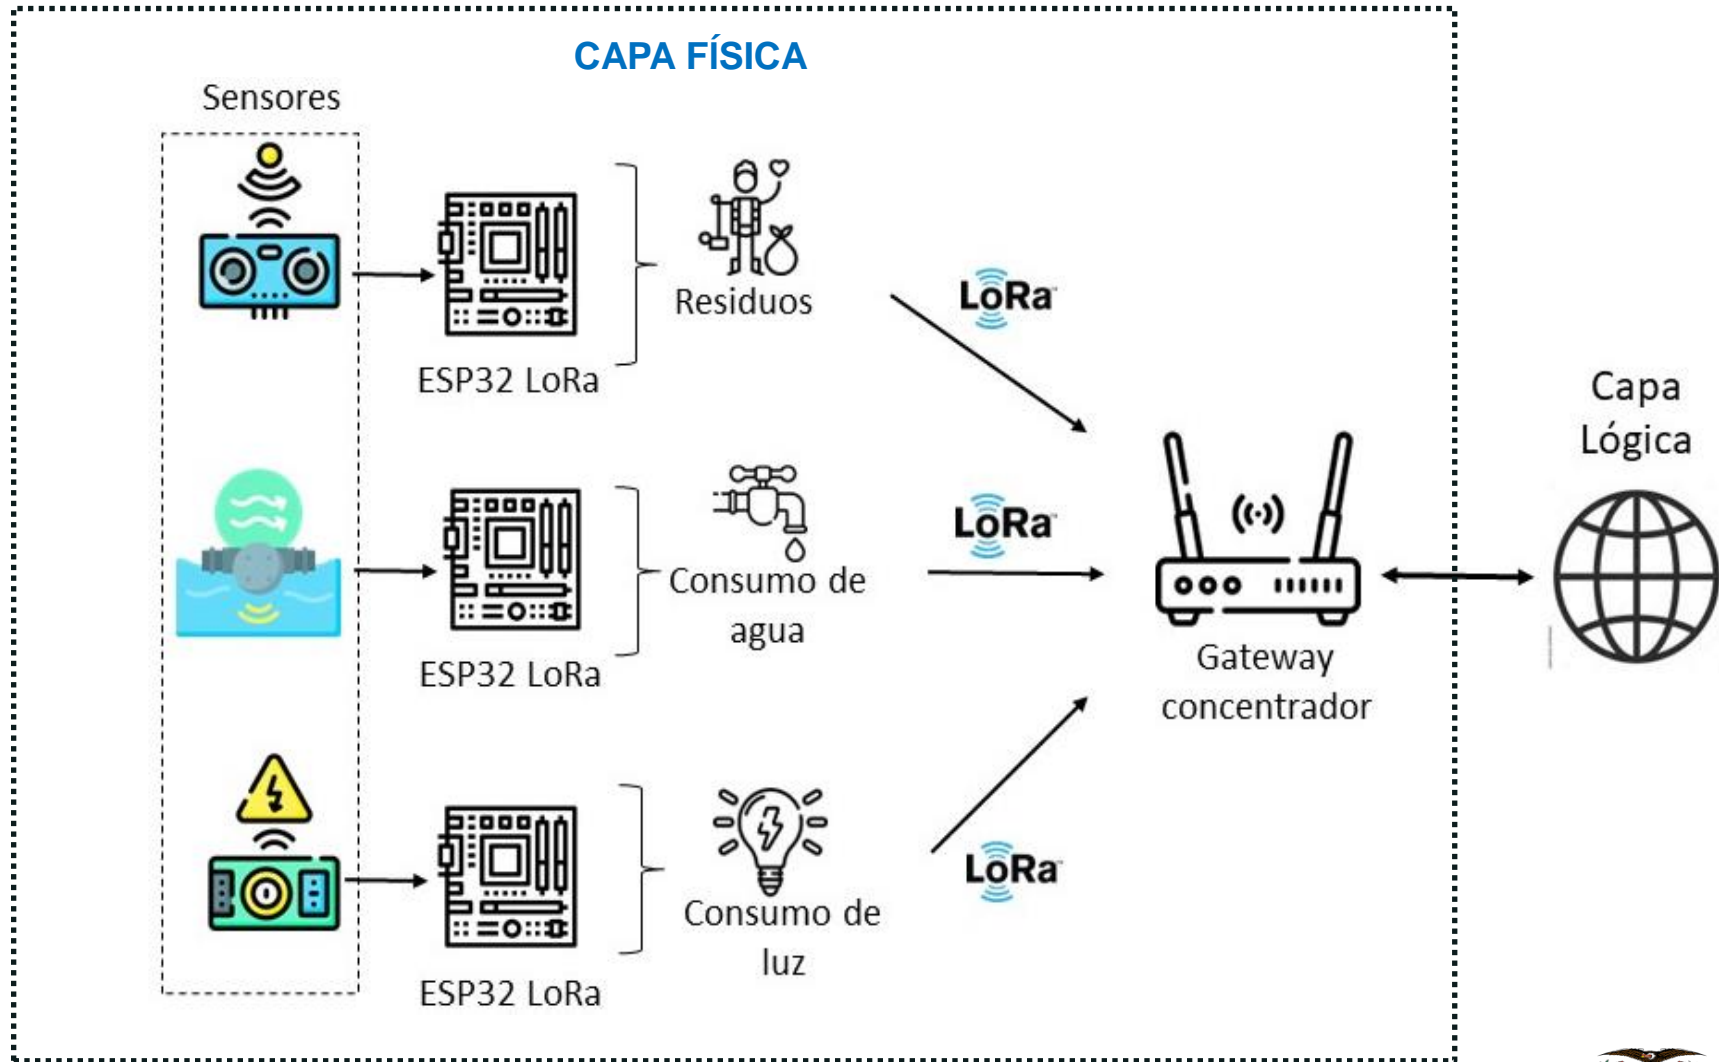 CAPA FÍSICA
Sensores
Residuos
LoRa
ESP32 LoRa
Capa
Lógica
LoRa
Consumo de
agua
ESP32 LoRa
Gateway
concentrador
LoRa
Consumo de
luz
ESP32 LoRa